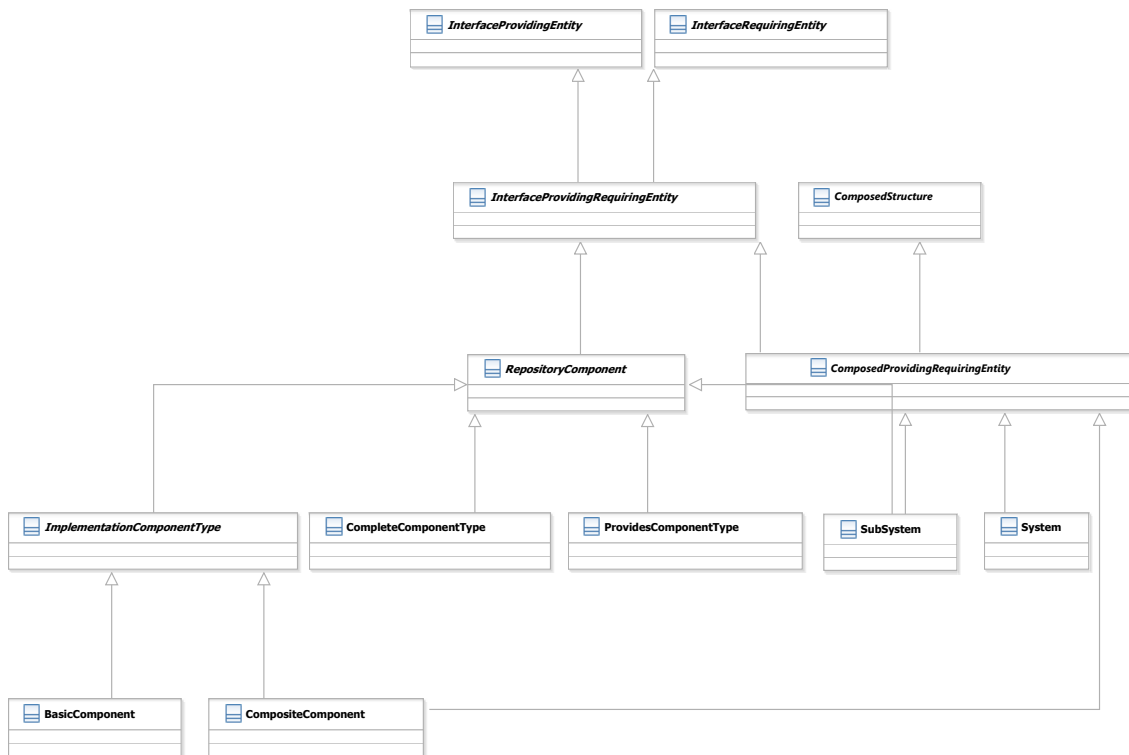 InterfaceProvidingEntity
InterfaceRequiringEntity
InterfaceProvidingRequiringEntity
ComposedStructure
RepositoryComponent
ComposedProvidingRequiringEntity
ImplementationComponentType
CompleteComponentType
ProvidesComponentType
SubSystem
System
BasicComponent
CompositeComponent